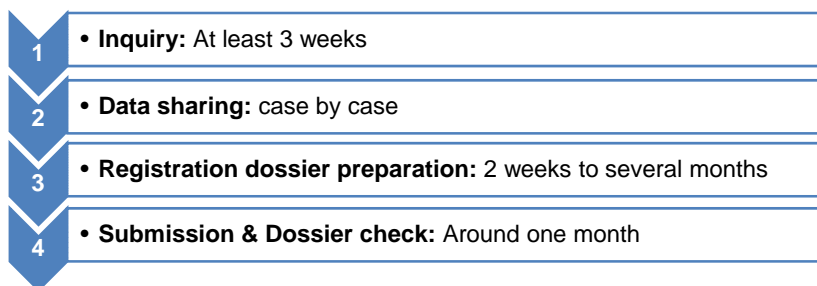 1 • Inquiry: At least 3 weeks
2 • Data sharing: case by case
3 • Registration dossier preparation: 2 weeks to several months
4 • Submission & Dossier check: Around one month